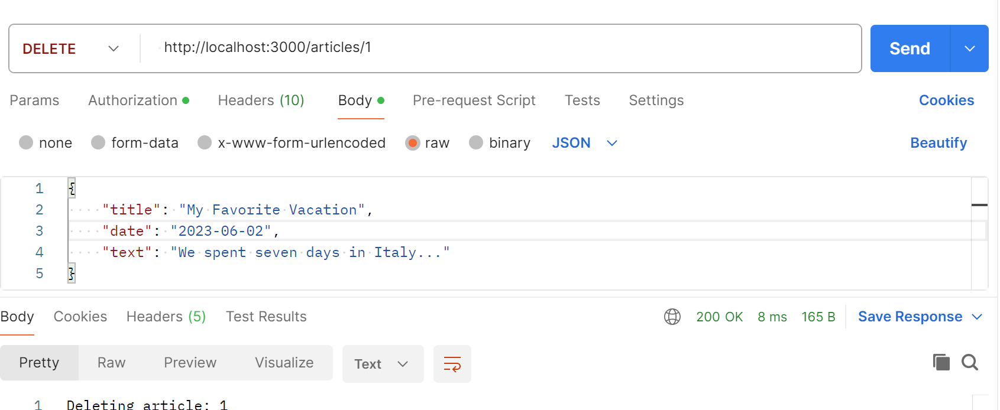 DELETE http://localhost:3000/articles/1 Send
Params Authorization Headers (10) Body Pre-request Script Tests Settings Cookies
none form-data x-www-form-urlencoded raw binary JSON Beautify
1 {
2 "title": "My Favorite Vacation",
3 "date": "2023-06-02",
4 "text": "We spent seven days in Italy..."
5 }
Body Cookies Headers (5) Test Results 200 OK 8 ms 165 B Save Response
Pretty Raw Preview Visualize Text
1 Deleting article: 1